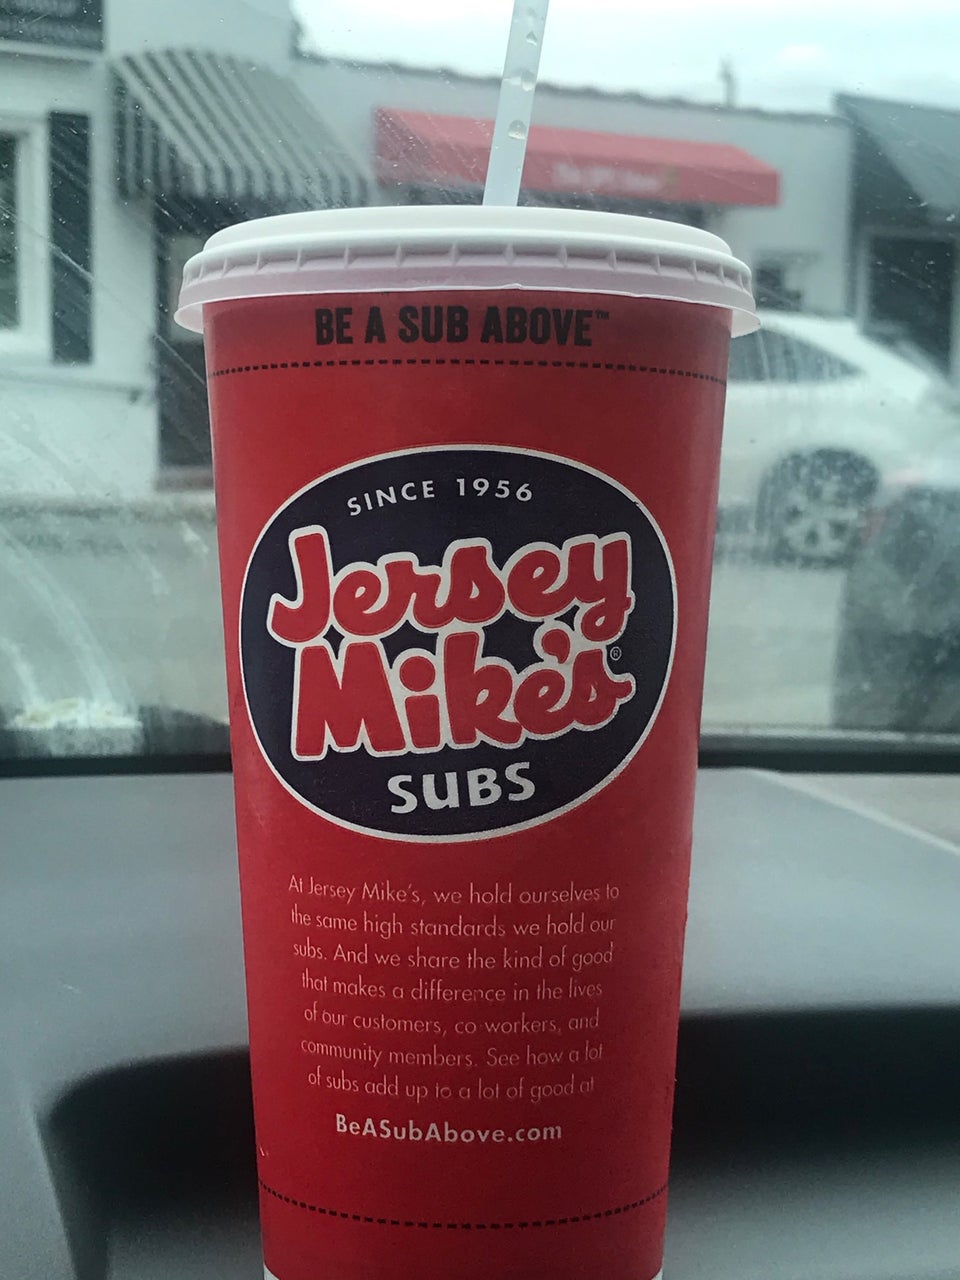 BE A SUB ABOVE™
SINCE 1956
Jersey
Mike's®
SUBS
At Jersey Mike's, we hold ourselves to
the same high standards we hold our
subs. And we share the kind of good
that makes a difference in the lives
of our customers, co-workers, and
community members. See how a lot
of subs add up to a lot of good at
BeASubAbove.com